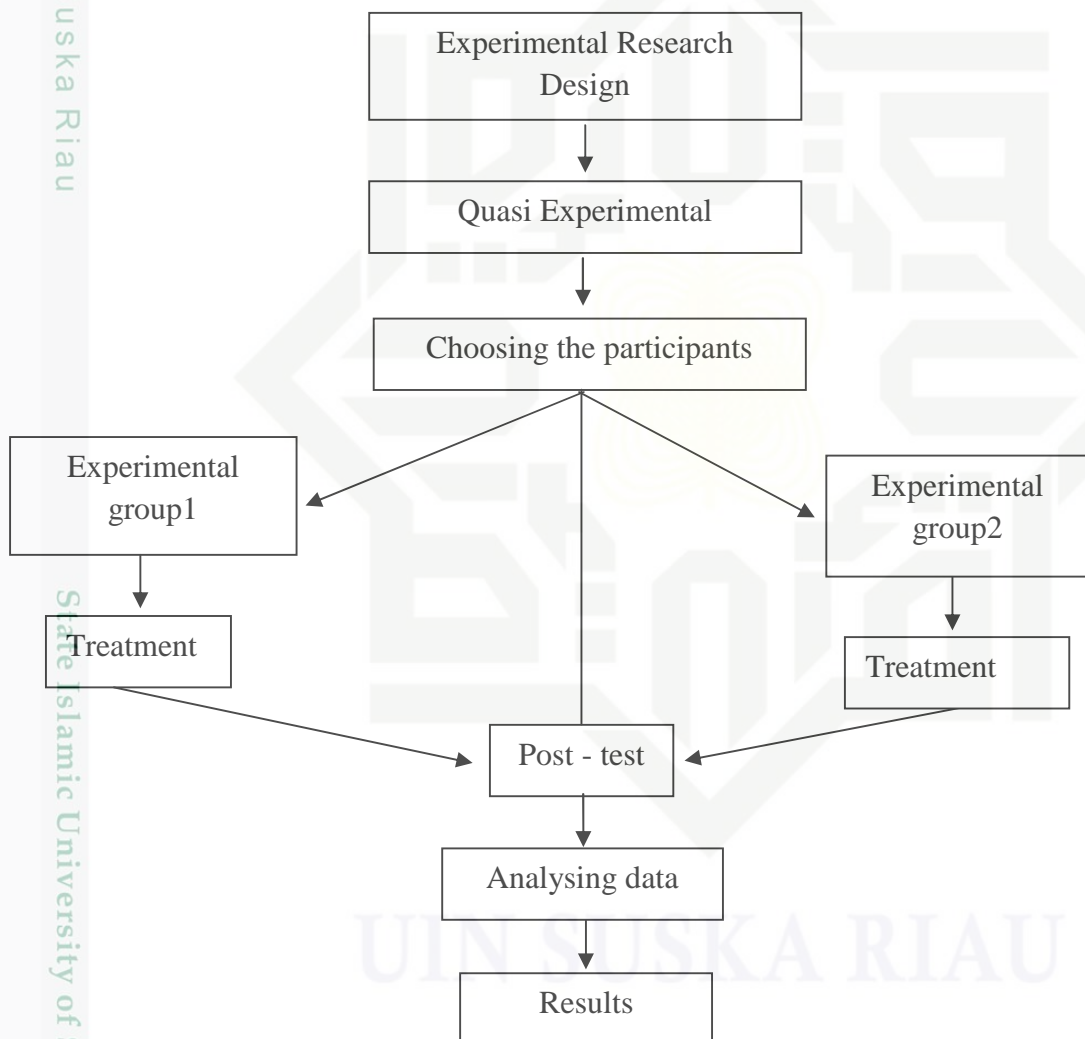 uska Riau
State Islamic University of
Experimental Research
Design
Quasi Experimental
Choosing the participants
Experimental
group1
Experimental
group2
Treatment
Treatment
Post - test
Analysing data
UIN SUSKA RIAU
Results